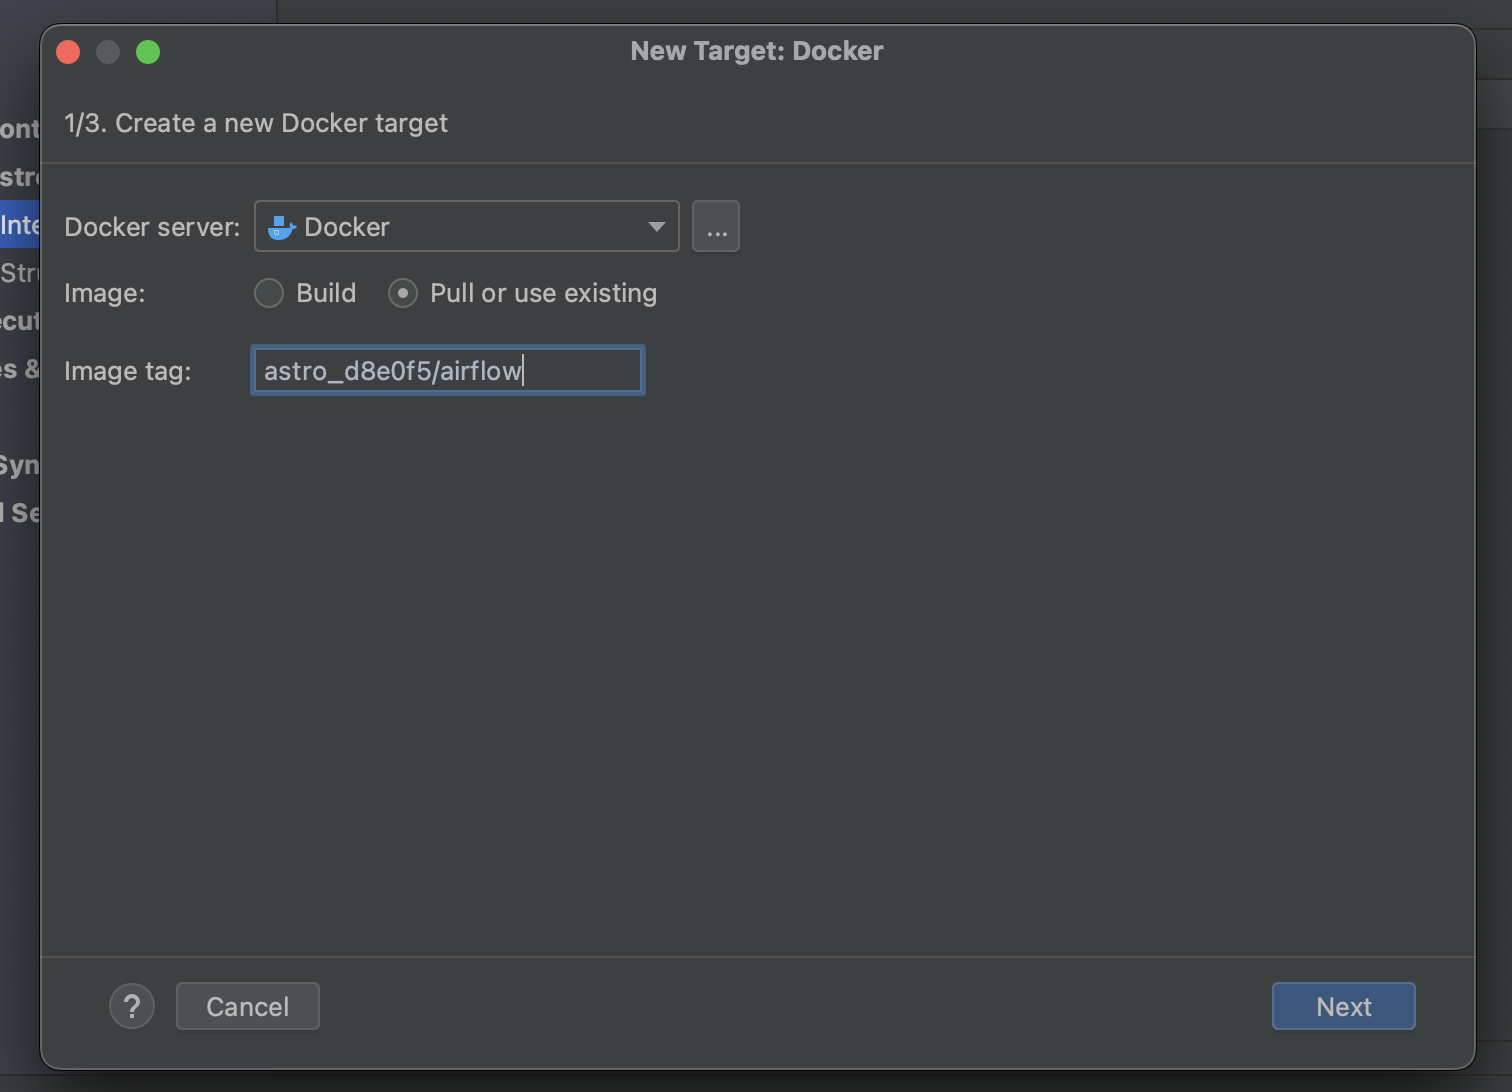 New Target: Docker
1/3. Create a new Docker target
ont
stro
Inte
Stru
ecut
es &
Syn
l Se
Docker server: Docker ...
Image: Build Pull or use existing
Image tag: astro_d8e0f5/airflow
? Cancel Next